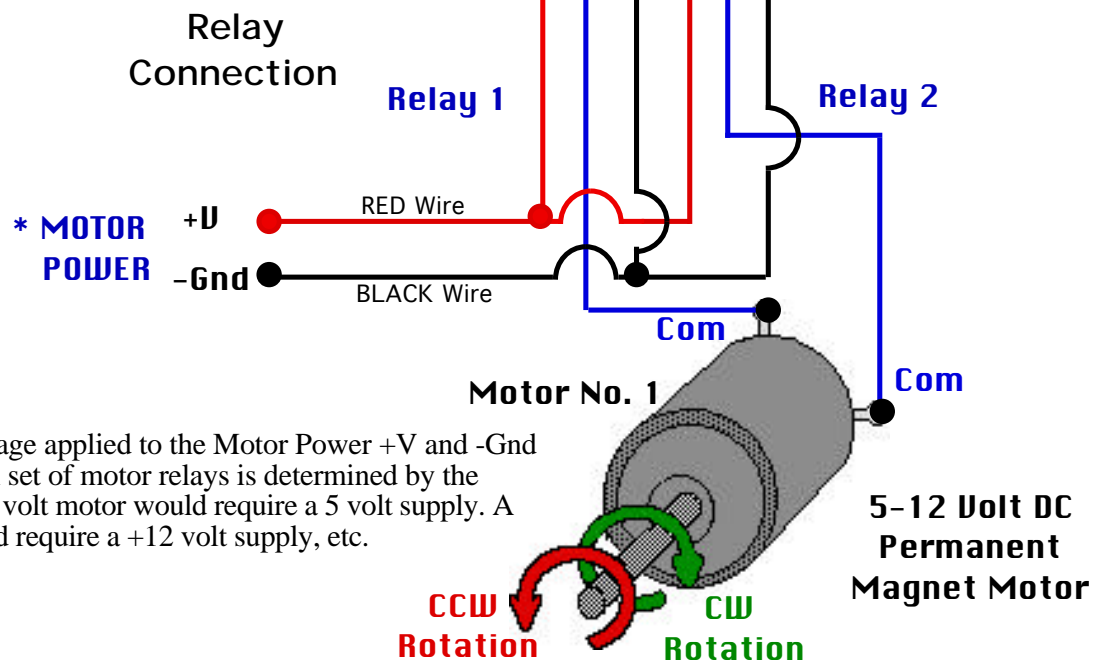 Relay
Connection
Relay 1
Relay 2
* MOTOR
POWER
+V
RED Wire
-Gnd
BLACK Wire
Com
Com
Motor No. 1
age applied to the Motor Power +V and -Gnd
set of motor relays is determined by the
volt motor would require a 5 volt supply. A
d require a +12 volt supply, etc.
5-12 Volt DC
Permanent
Magnet Motor
CCW
Rotation
CW
Rotation